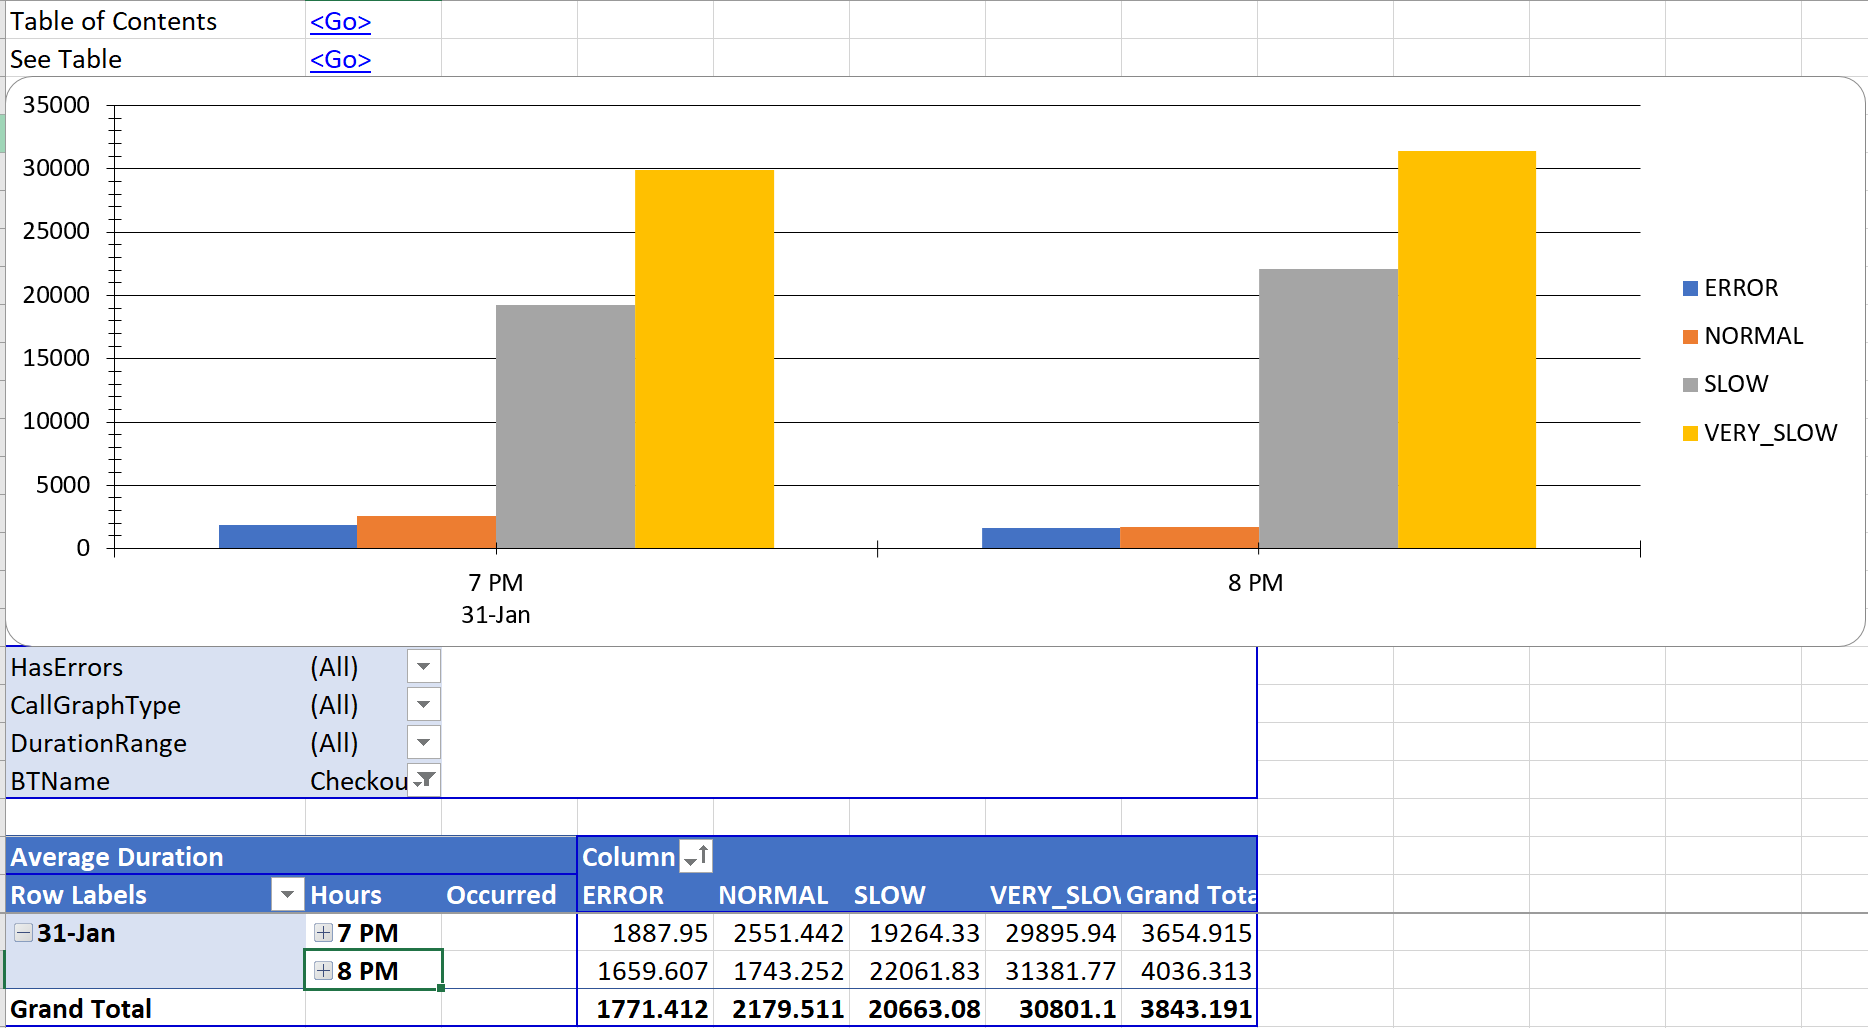 Table of Contents <Go>
See Table <Go>
35000
30000
25000
20000
15000
10000
5000
0
7 PM 8 PM
31-Jan
ERROR
NORMAL
SLOW
VERY_SLOW
HasErrors (All)
CallGraphType (All)
DurationRange (All)
BTName Checkou
Average Duration Column
Row Labels Hours Occurred ERROR NORMAL SLOW VERY_SLOV Grand Tota
31-Jan 7 PM 1887.95 2551.442 19264.33 29895.94 3654.915
8 PM 1659.607 1743.252 22061.83 31381.77 4036.313
Grand Total 1771.412 2179.511 20663.08 30801.1 3843.191